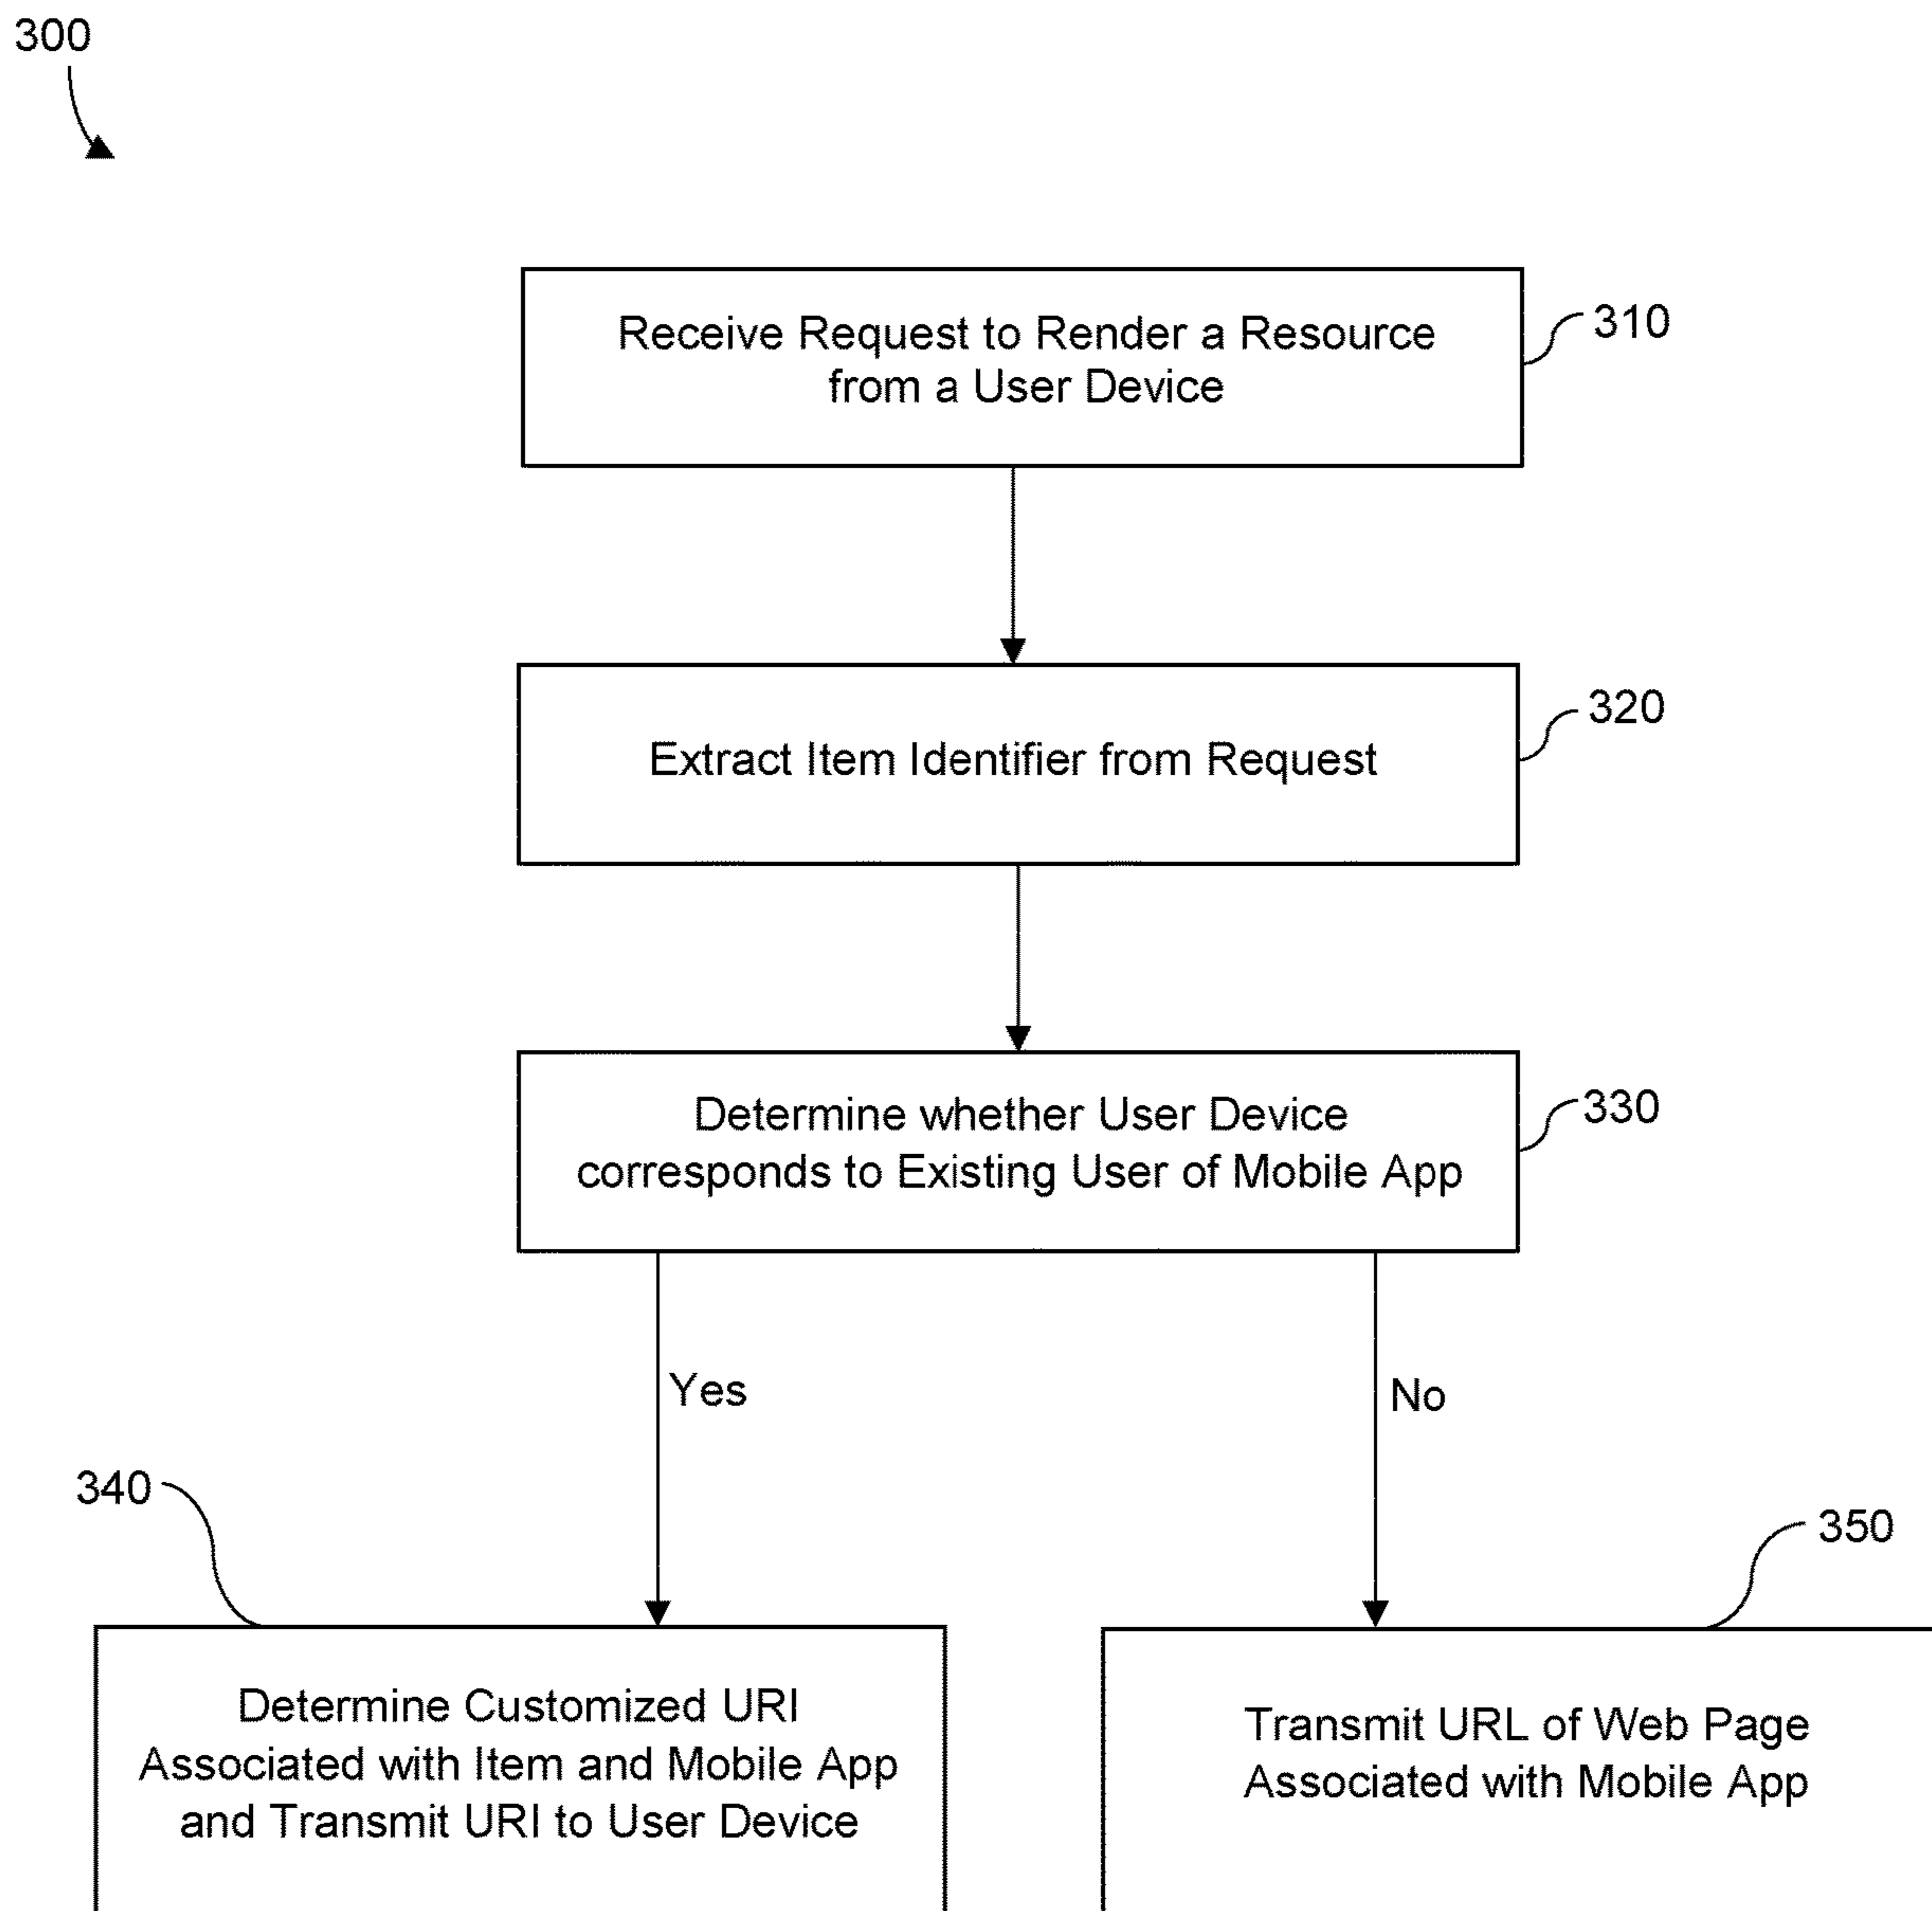 300
Receive Request to Render a Resource
from a User Device
310
Extract Item Identifier from Request
320
Determine whether User Device
corresponds to Existing User of Mobile App
330
Yes
No
340
350
Determine Customized URI
Associated with Item and Mobile App
and Transmit URI to User Device
Transmit URL of Web Page
Associated with Mobile App